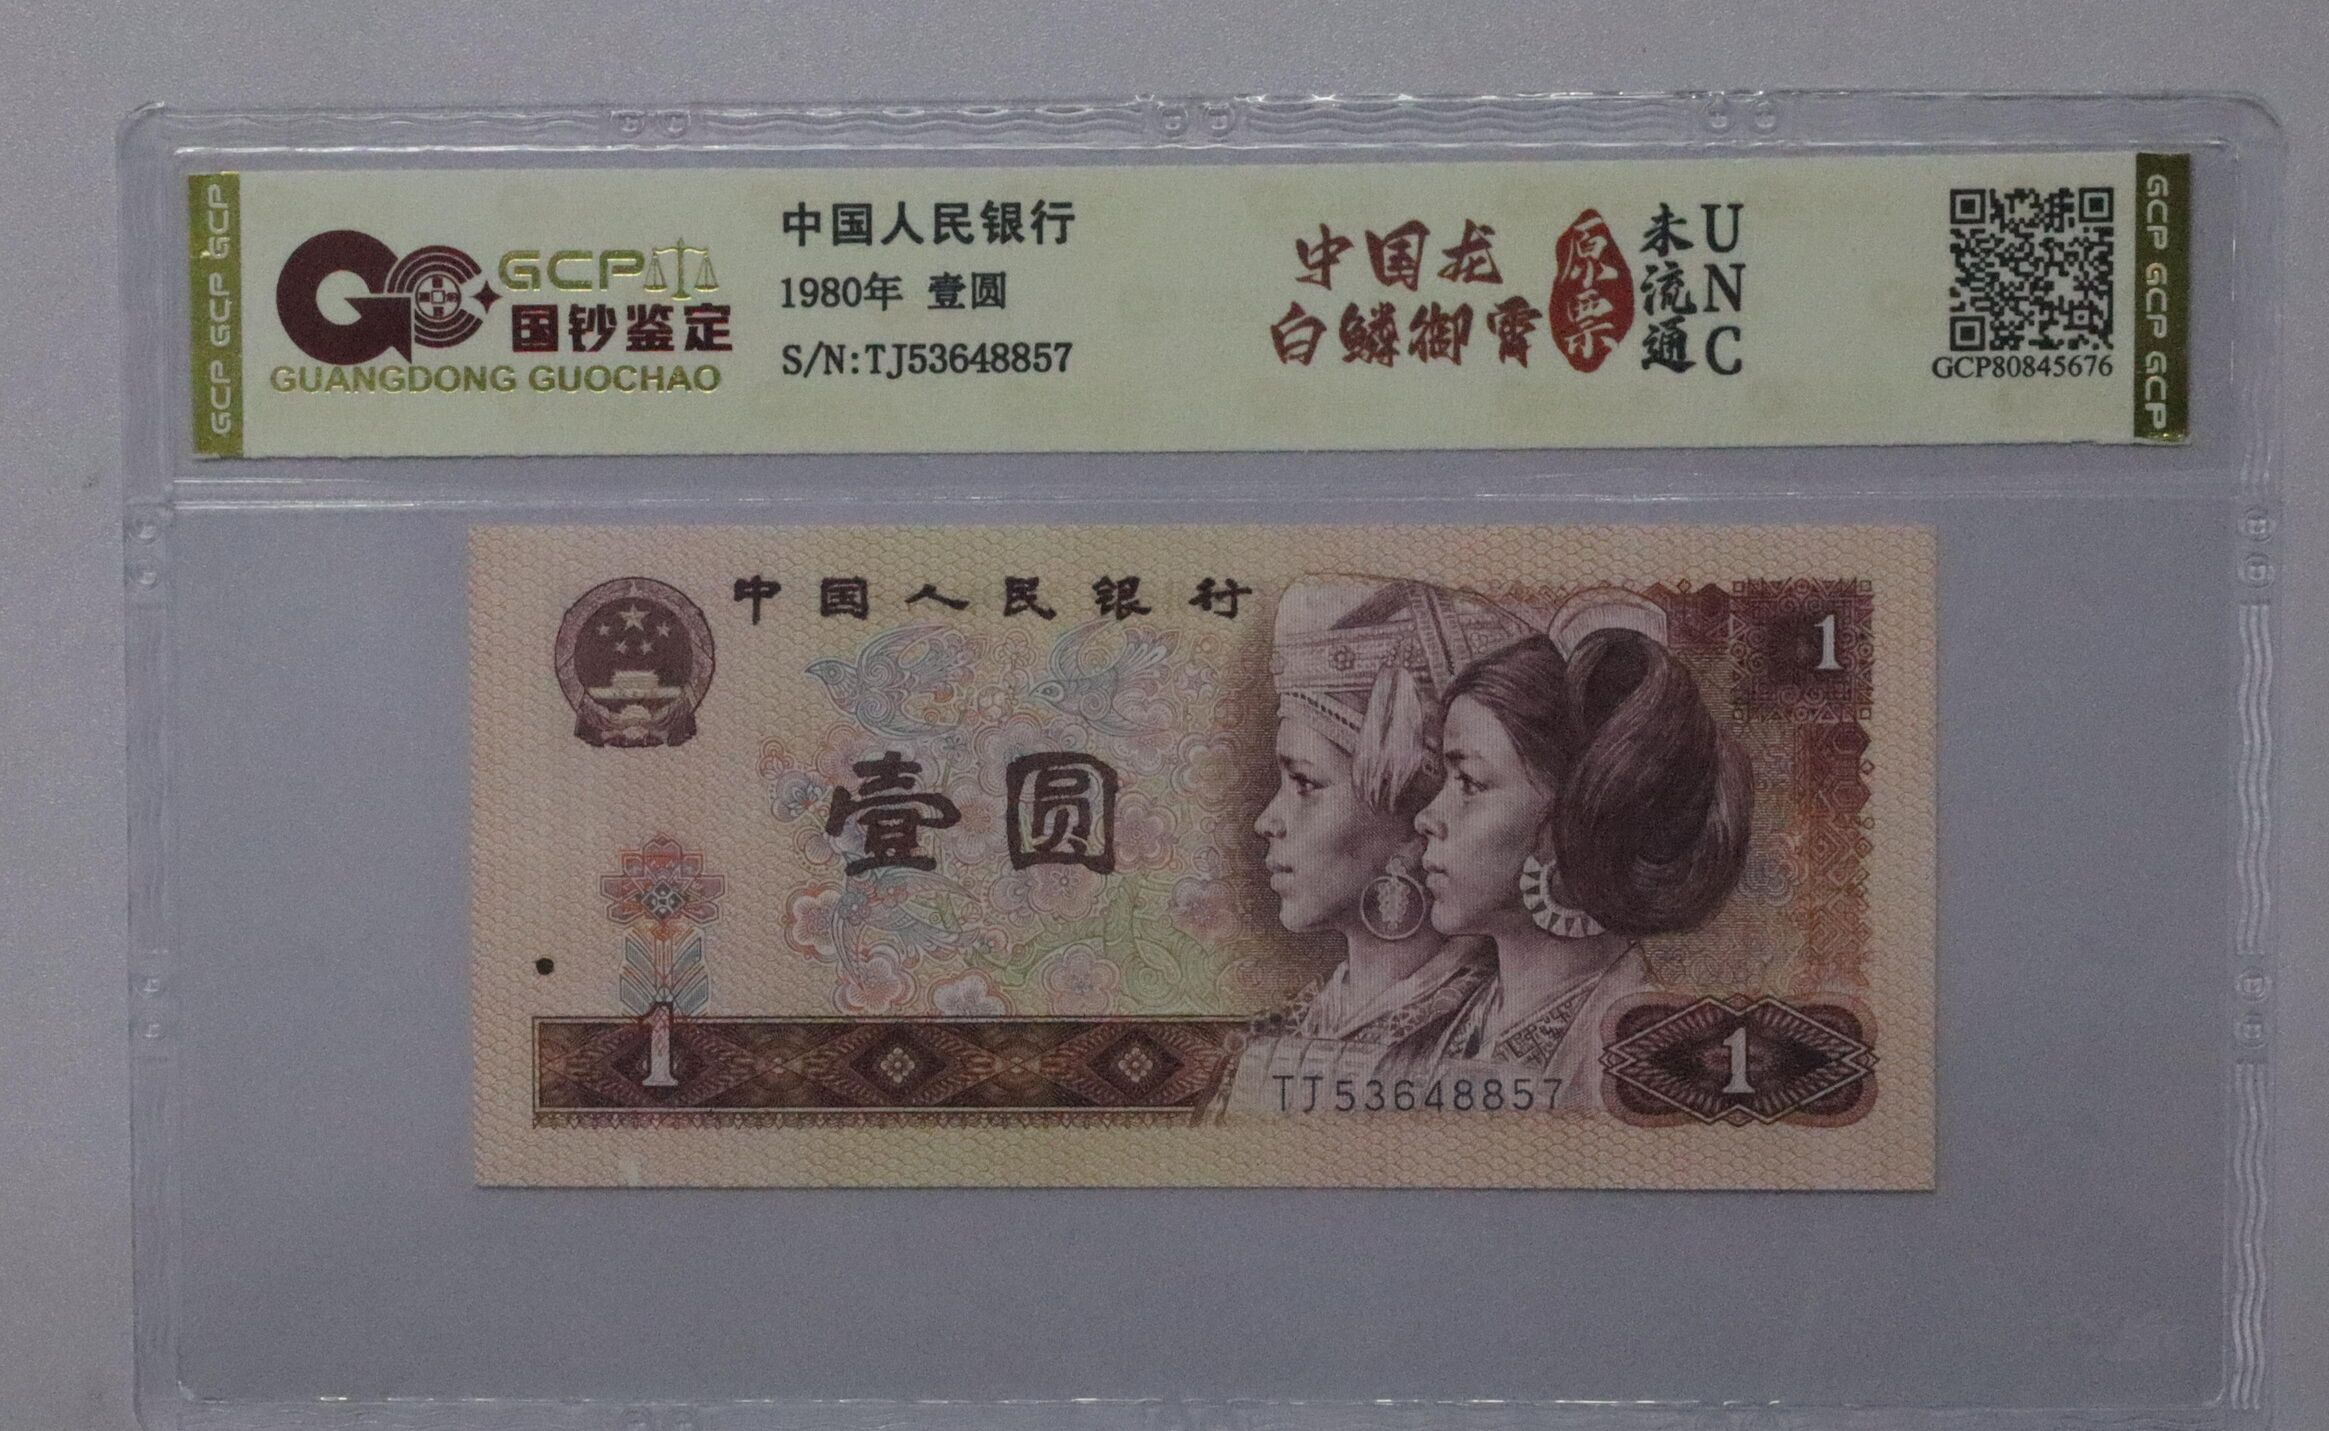 GCP GCP GCP
GCP
国钞鉴定
GUANGDONG GUOCHAO
中国人民银行
1980年 壹圆
S/N:TJ53648857
中国龙
白鳞御霄
原票
未流通
UNC
GCP80845676
GCP GCP GCP
中国人民银行
1
壹圆
1
1
TJ53648857